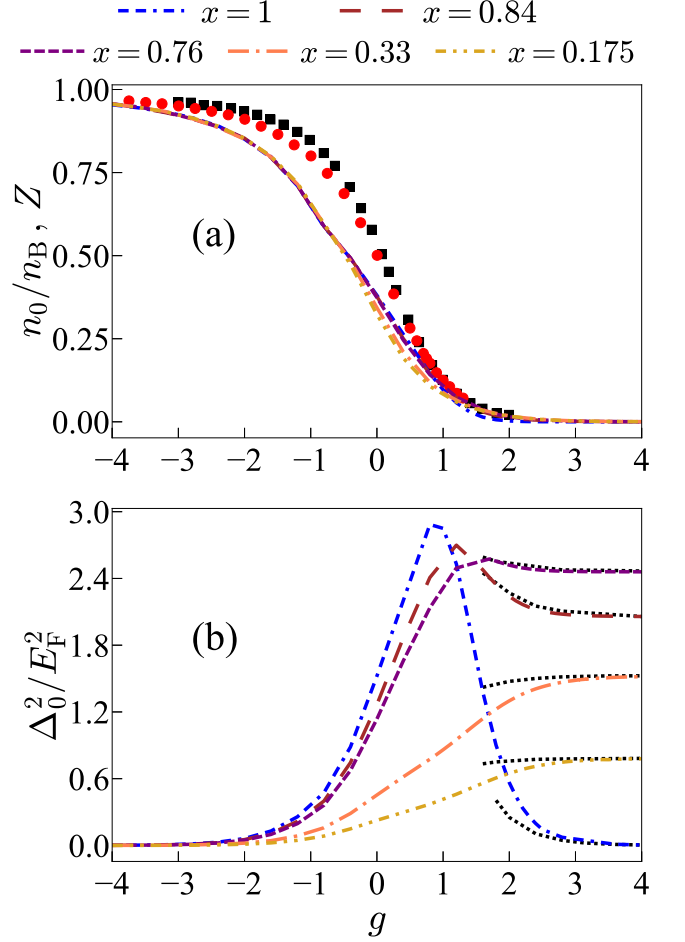 x = 1 x = 0.84
x = 0.76 x = 0.33 x = 0.175
1.00
0.75
0.50
0.25
0.00
n₀/n_B , Z
(a)
−4 −3 −2 −1 0 1 2 3 4
3.0
2.4
1.8
1.2
0.6
0.0
Δ₀²/E_F²
(b)
−4 −3 −2 −1 0 1 2 3 4
g